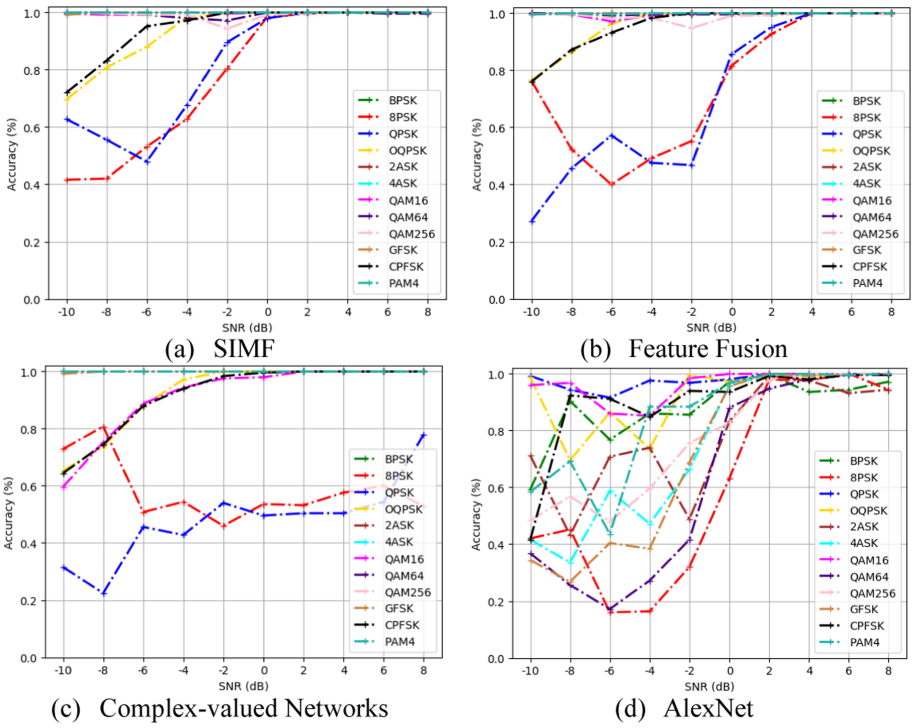 1.0
0.8
0.6
0.4
0.2
0.0
Accuracy (%)
BPSK
8PSK
QPSK
OQPSK
2ASK
4ASK
QAM16
QAM64
QAM256
GFSK
CPFSK
PAM4
-10 -8 -6 -4 -2 0 2 4 6 8
SNR (dB)
(a) SIMF
1.0
0.8
0.6
0.4
0.2
0.0
Accuracy (%)
BPSK
8PSK
QPSK
OQPSK
2ASK
4ASK
QAM16
QAM64
QAM256
GFSK
CPFSK
PAM4
-10 -8 -6 -4 -2 0 2 4 6 8
SNR (dB)
(b) Feature Fusion
1.0
0.8
0.6
0.4
0.2
0.0
Accuracy (%)
BPSK
8PSK
QPSK
OQPSK
2ASK
4ASK
QAM16
QAM64
QAM256
GFSK
CPFSK
PAM4
-10 -8 -6 -4 -2 0 2 4 6 8
SNR (dB)
(c) Complex-valued Networks
1.0
0.8
0.6
0.4
0.2
0.0
Accuracy (%)
BPSK
8PSK
QPSK
OQPSK
2ASK
4ASK
QAM16
QAM64
QAM256
GFSK
CPFSK
PAM4
-10 -8 -6 -4 -2 0 2 4 6 8
SNR (dB)
(d) AlexNet